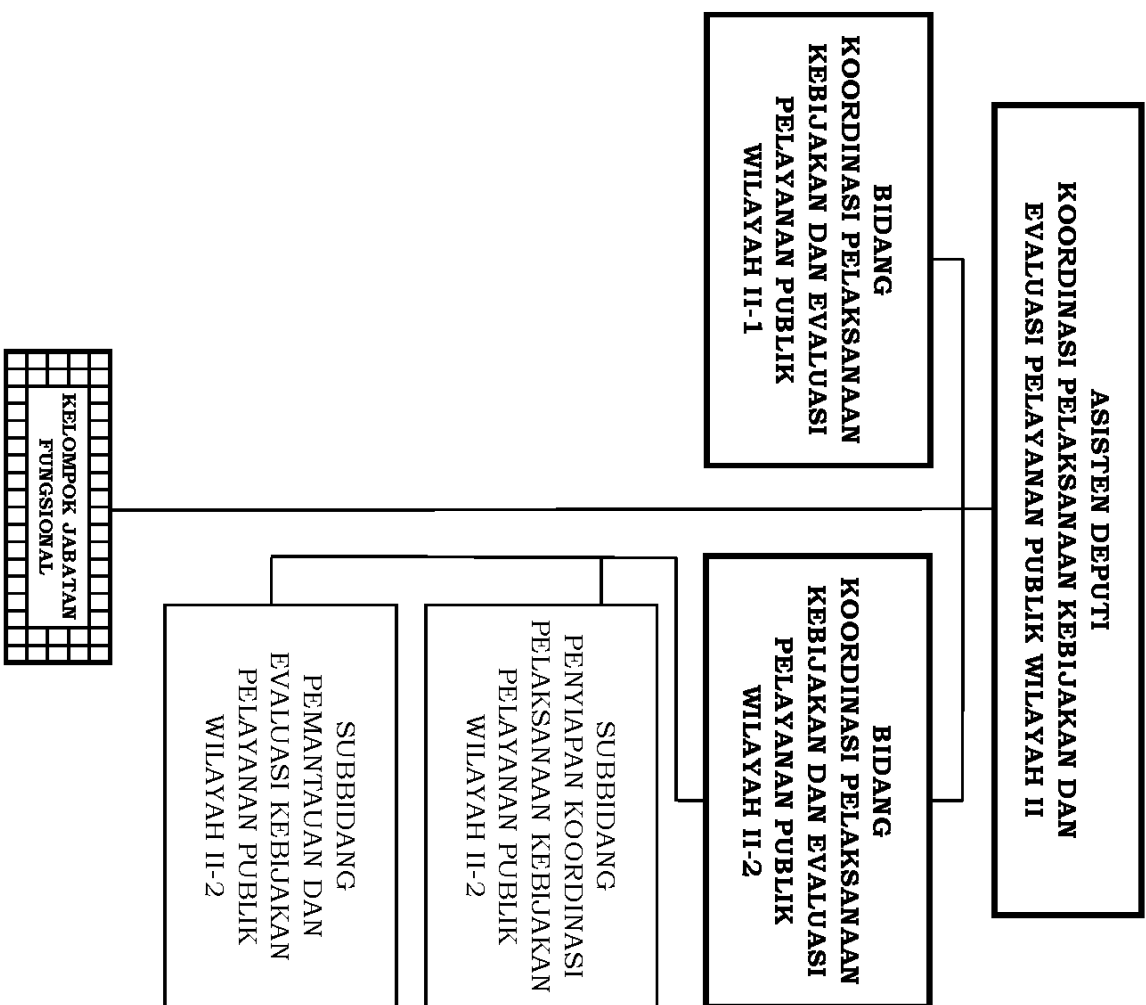 ASISTEN DEPUTI
KOORDINASI PELAKSANAAN KEBIJAKAN DAN
EVALUASI PELAYANAN PUBLIK WILAYAH II
BIDANG
KOORDINASI PELAKSANAAN
KEBIJAKAN DAN EVALUASI
PELAYANAN PUBLIK
WILAYAH II-1
BIDANG
KOORDINASI PELAKSANAAN
KEBIJAKAN DAN EVALUASI
PELAYANAN PUBLIK
WILAYAH II-2
SUBBIDANG
PENYIAPAN KOORDINASI
PELAKSANAAN KEBIJAKAN
PELAYANAN PUBLIK
WILAYAH II-2
SUBBIDANG
PEMANTAUAN DAN
EVALUASI KEBIJAKAN
PELAYANAN PUBLIK
WILAYAH II-2
KELOMPOK JABATAN
FUNGSIONAL